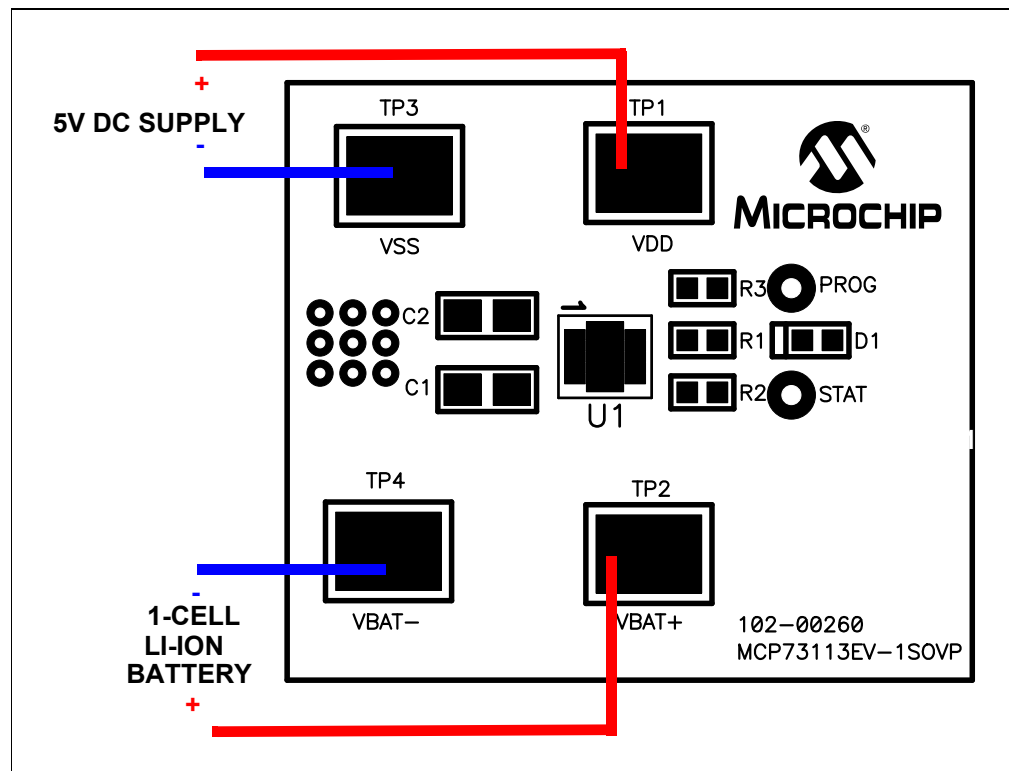 +
5V DC SUPPLY
-
TP3
TP1
®
MICROCHIP
VSS
VDD
R3
PROG
C2
1
R1
D1
C1
R2
STAT
U1
TP4
TP2
-
1-CELL
LI-ION
BATTERY
+
VBAT-
VBAT+
102-00260
MCP73113EV-1SOVP